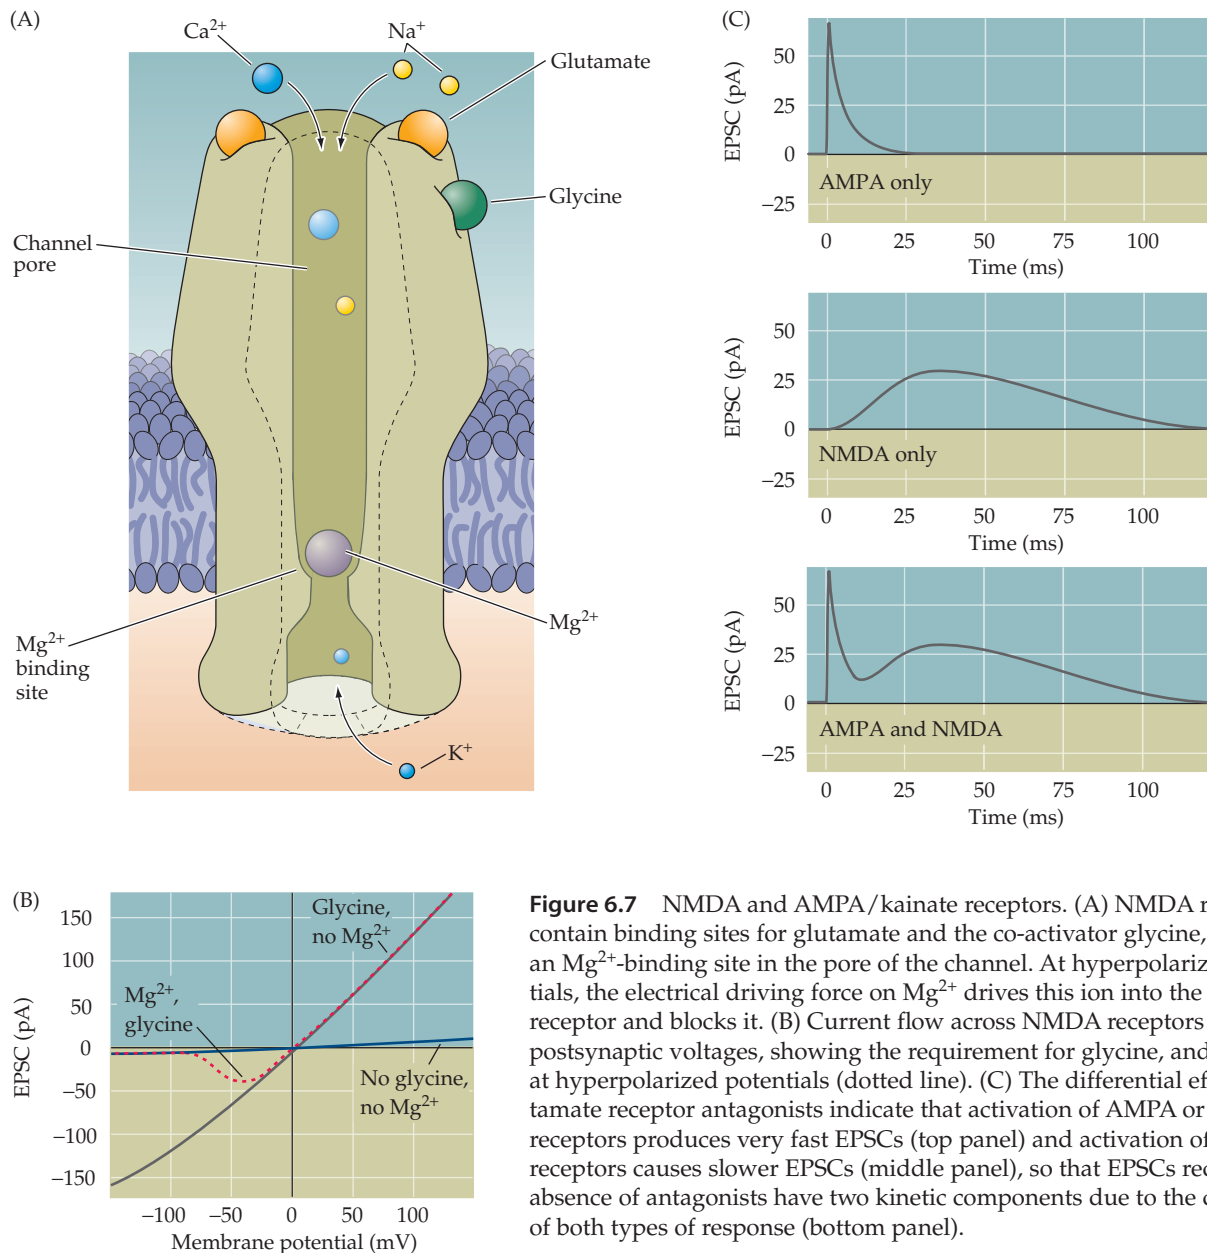 (A)
Ca2+
Na+
Glutamate
Glycine
Channel
pore
Mg2+
binding
site
Mg2+
K+
(C)
EPSC (pA)
50
25
0
−25
AMPA only
0 25 50 75 100
Time (ms)
EPSC (pA)
50
25
0
−25
NMDA only
0 25 50 75 100
Time (ms)
EPSC (pA)
50
25
0
−25
AMPA and NMDA
0 25 50 75 100
Time (ms)
(B)
EPSC (pA)
150
100
50
0
−50
−100
−150
Glycine,
no Mg2+
Mg2+,
glycine
No glycine,
no Mg2+
−100 −50 0 50 100
Membrane potential (mV)
Figure 6.7 NMDA and AMPA/kainate receptors. (A) NMDA r
contain binding sites for glutamate and the co-activator glycine,
an Mg2+-binding site in the pore of the channel. At hyperpolariz
tials, the electrical driving force on Mg2+ drives this ion into the
receptor and blocks it. (B) Current flow across NMDA receptors
postsynaptic voltages, showing the requirement for glycine, and
at hyperpolarized potentials (dotted line). (C) The differential ef
tamate receptor antagonists indicate that activation of AMPA or
receptors produces very fast EPSCs (top panel) and activation of
receptors causes slower EPSCs (middle panel), so that EPSCs rec
absence of antagonists have two kinetic components due to the c
of both types of response (bottom panel).